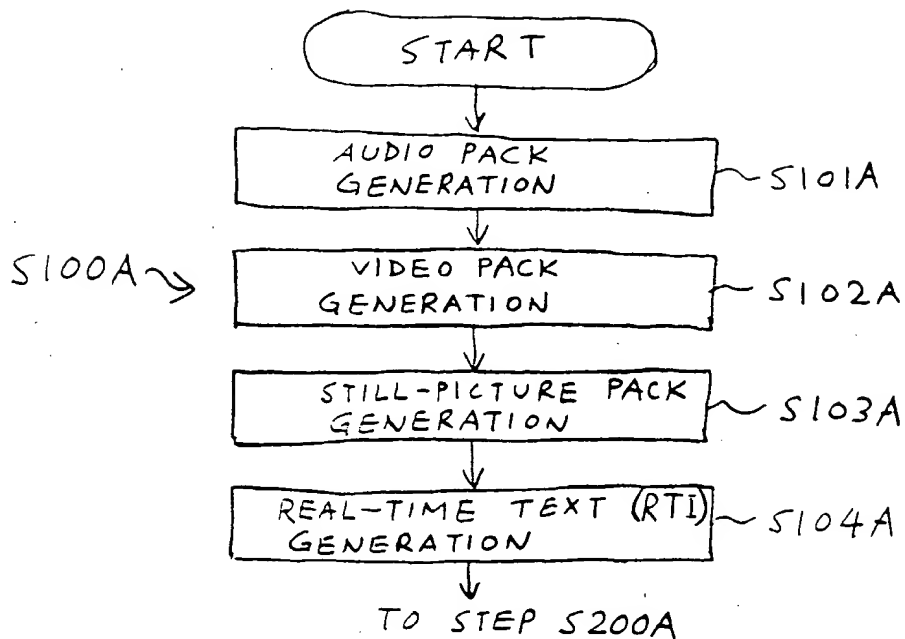 START
AUDIO PACK
GENERATION
S101A
S100A
VIDEO PACK
GENERATION
S102A
STILL-PICTURE PACK
GENERATION
S103A
REAL-TIME TEXT (RTI)
GENERATION
S104A
TO STEP S200A